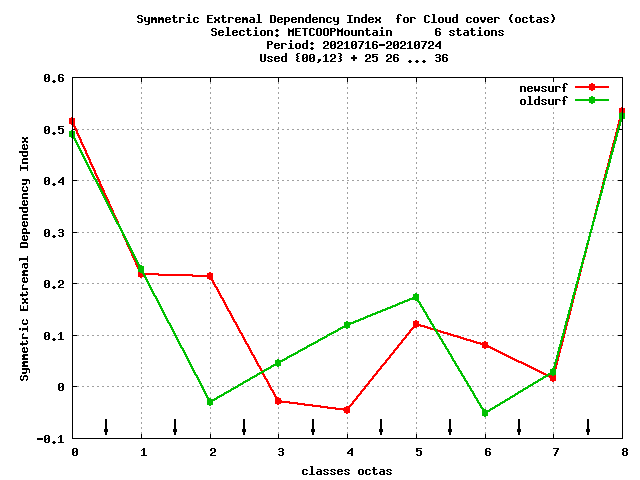 Symmetric Extremal Dependency Index for Cloud cover (octas)
Selection: METCOOPMountain 6 stations
Period: 20210716-20210724
Used {00,12} + 25 26 ... 36
newsurf
oldsurf
0.6
0.5
0.4
0.3
0.2
0.1
0
-0.1
Symmetric Extremal Dependency Index
0 1 2 3 4 5 6 7 8
classes octas